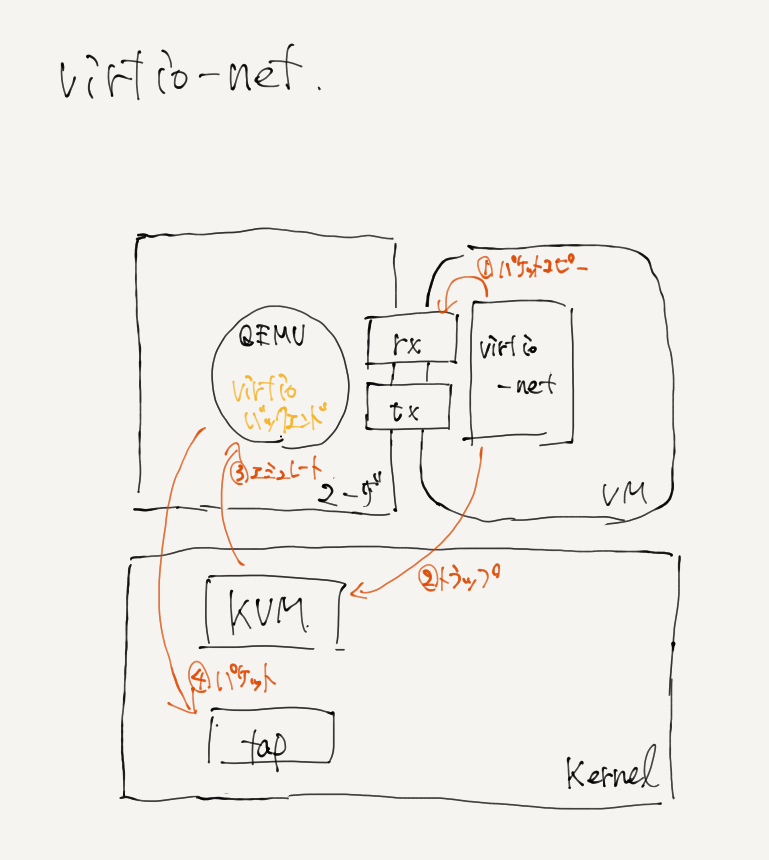 virtio-net.
①パケットコピー
QEMU
virtio
バックエンド
rx
tx
virtio
-net
③エミュレート
ユーザ
VM
②トラップ
KVM
④パケット
tap
Kernel